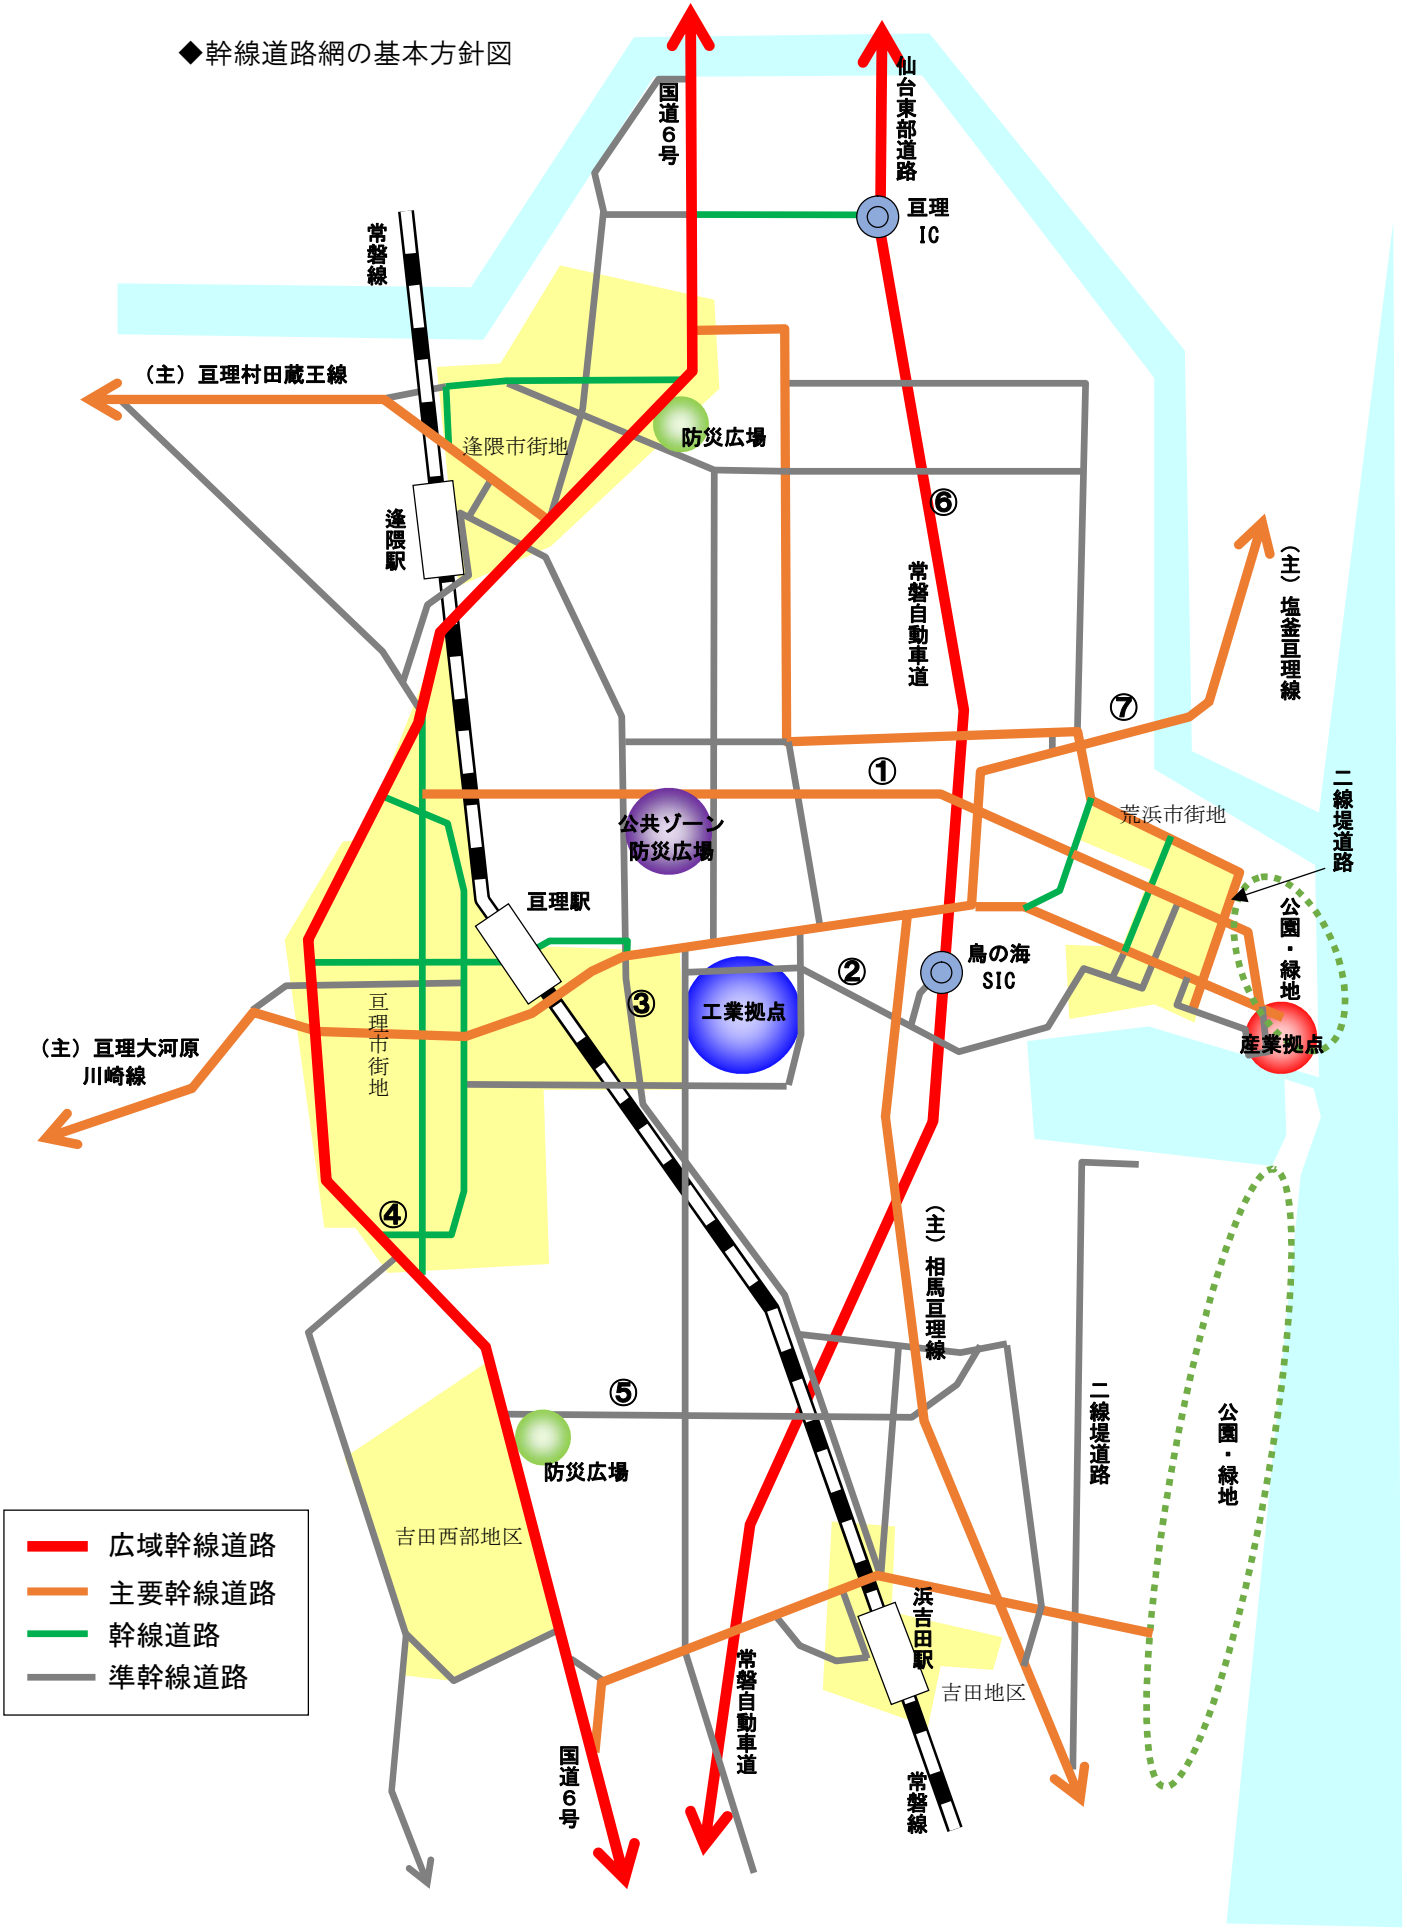 ◆幹線道路網の基本方針図
国道6号
仙台東部道路
亘理
IC
常磐線
(主)亘理村田蔵王線
防災広場
逢隈市街地
⑥
逢隈駅
常磐自動車道
(主)塩釜亘理線
⑦
①
二線堤道路
荒浜市街地
公共ゾーン
防災広場
亘理駅
公園・緑地
鳥の海
SIC
②
③
工業拠点
亘理市街地
産業拠点
(主)亘理大河原
川崎線
④
(主)相馬亘理線
⑤
二線堤道路
公園・緑地
防災広場
吉田西部地区
広域幹線道路
主要幹線道路
幹線道路
準幹線道路
浜吉田駅
吉田地区
常磐自動車道
国道6号
常磐線